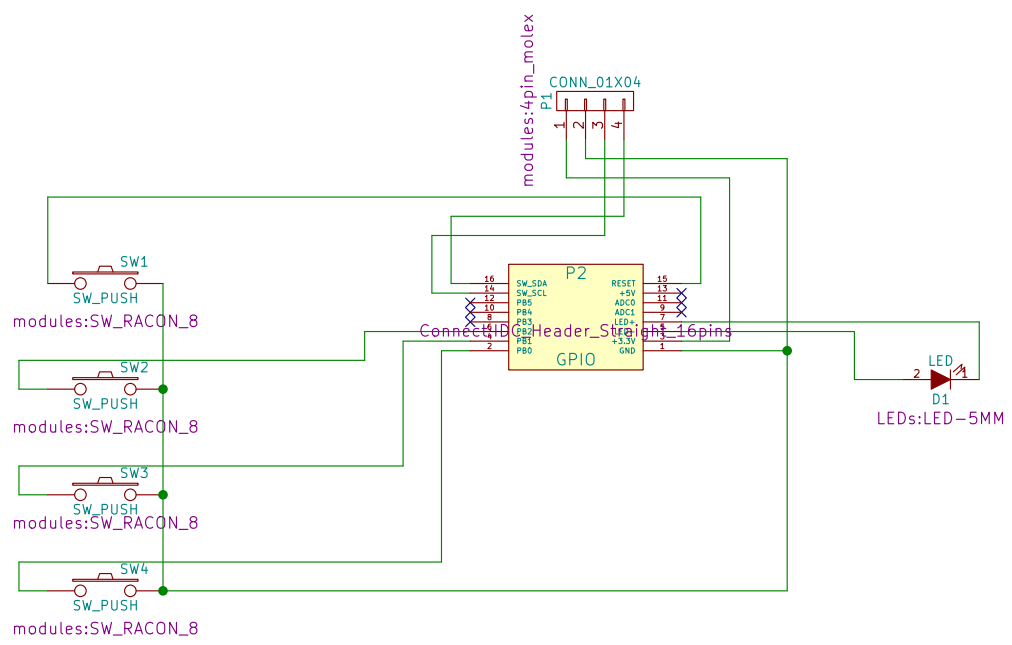 modules:4pin_molex
CONN_01X04
P1
1
2
3
4
SW1
SW_PUSH
modules:SW_RACON_8
SW2
SW_PUSH
modules:SW_RACON_8
SW3
SW_PUSH
modules:SW_RACON_8
SW4
SW_PUSH
modules:SW_RACON_8
P2
16 SW_SDA RESET 15
14 SW_SCL +5V 13
12 PB5 ADC0 11
10 PB4 ADC1 9
8 PB3 LED+ 7
6 PB2
4 PB1 +3.3V 3
2 PB0 GND 1
GPIO
LED
2
1
D1
LEDs:LED-5MM